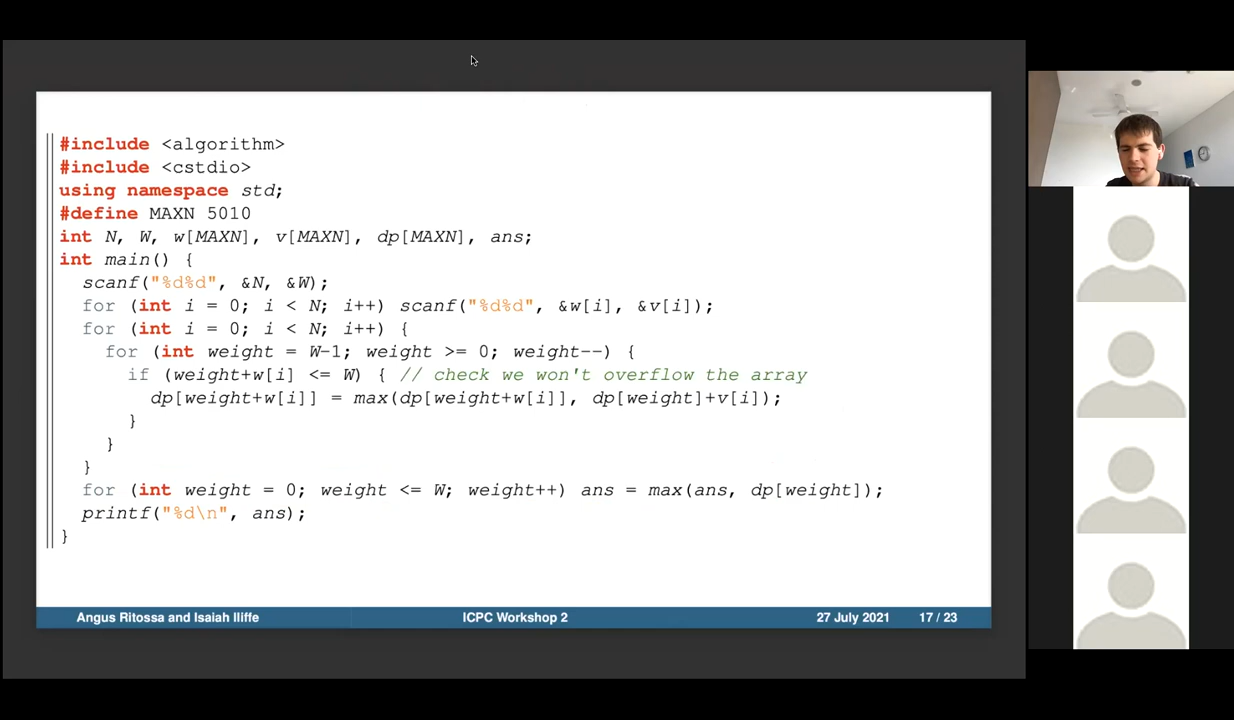 #include <algorithm>
#include <cstdio>
using namespace std;
#define MAXN 5010
int N, W, w[MAXN], v[MAXN], dp[MAXN], ans;
int main() {
scanf("%d%d", &N, &W);
for (int i = 0; i < N; i++) scanf("%d%d", &w[i], &v[i]);
for (int i = 0; i < N; i++) {
for (int weight = W-1; weight >= 0; weight--) {
if (weight+w[i] <= W) { // check we won't overflow the array
dp[weight+w[i]] = max(dp[weight+w[i]], dp[weight]+v[i]);
}
}
}
for (int weight = 0; weight <= W; weight++) ans = max(ans, dp[weight]);
printf("%d\n", ans);
}
Angus Ritossa and Isaiah Iliffe ICPC Workshop 2 27 July 2021 17 / 23